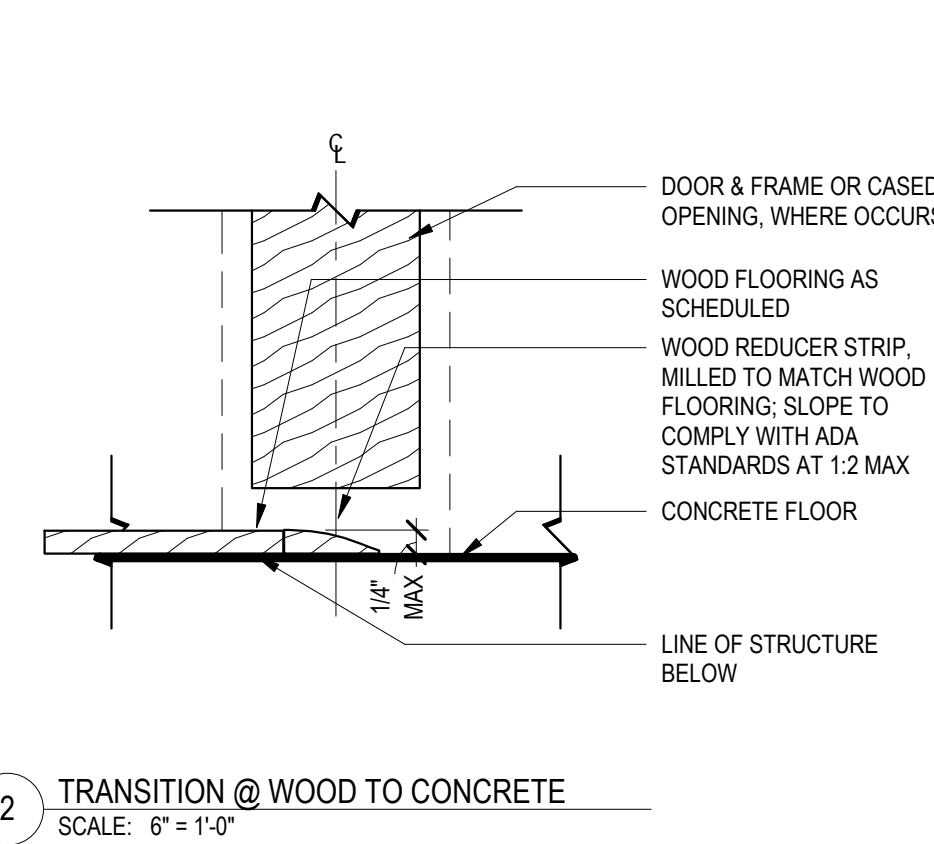 ℄
DOOR & FRAME OR CASED
OPENING, WHERE OCCURS
WOOD FLOORING AS
SCHEDULED
WOOD REDUCER STRIP,
MILLED TO MATCH WOOD
FLOORING; SLOPE TO
COMPLY WITH ADA
STANDARDS AT 1:2 MAX
CONCRETE FLOOR
1/4"
MAX
LINE OF STRUCTURE
BELOW
2
TRANSITION @ WOOD TO CONCRETE
SCALE: 6" = 1'-0"